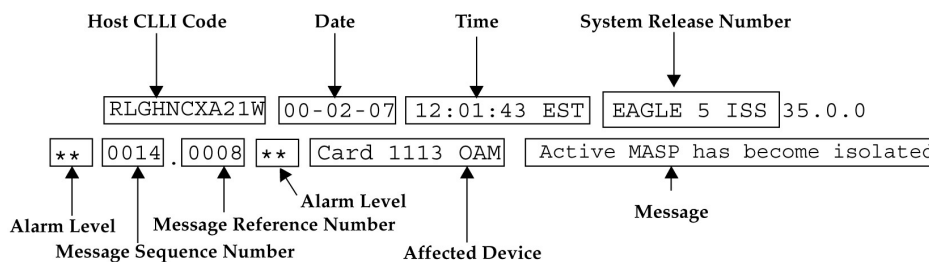 Host CLLI Code Date Time System Release Number
RLGHNCXA21W 00-02-07 12:01:43 EST EAGLE 5 ISS 35.0.0
** 0014.0008 ** Card 1113 OAM Active MASP has become isolated
Alarm Level Message Sequence Number Message Reference Number Alarm Level Affected Device Message